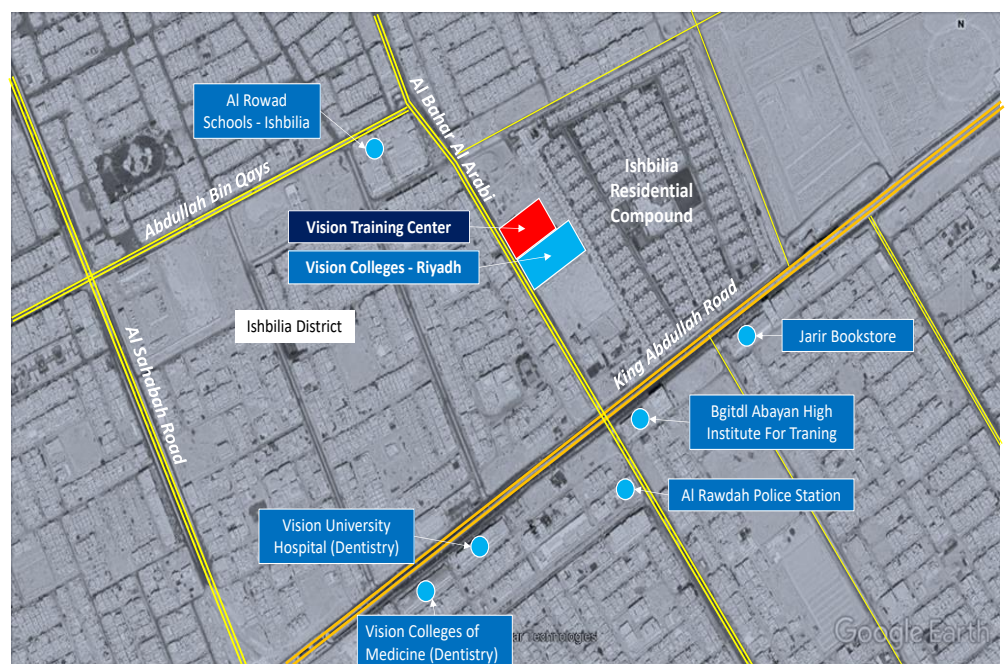 N
Al Rowad
Schools - Ishbilia
Al Bahar Al Arabi
Abdullah Bin Qays
Ishbilia
Residential
Compound
Vision Training Center
Vision Colleges - Riyadh
Ishbilia District
Al Sahabah Road
King Abdullah Road
Jarir Bookstore
Bgitdl Abayan High
Institute For Traning
Al Rawdah Police Station
Vision University
Hospital (Dentistry)
Vision Colleges of
Medicine (Dentistry)
ar Technologies
Google Earth